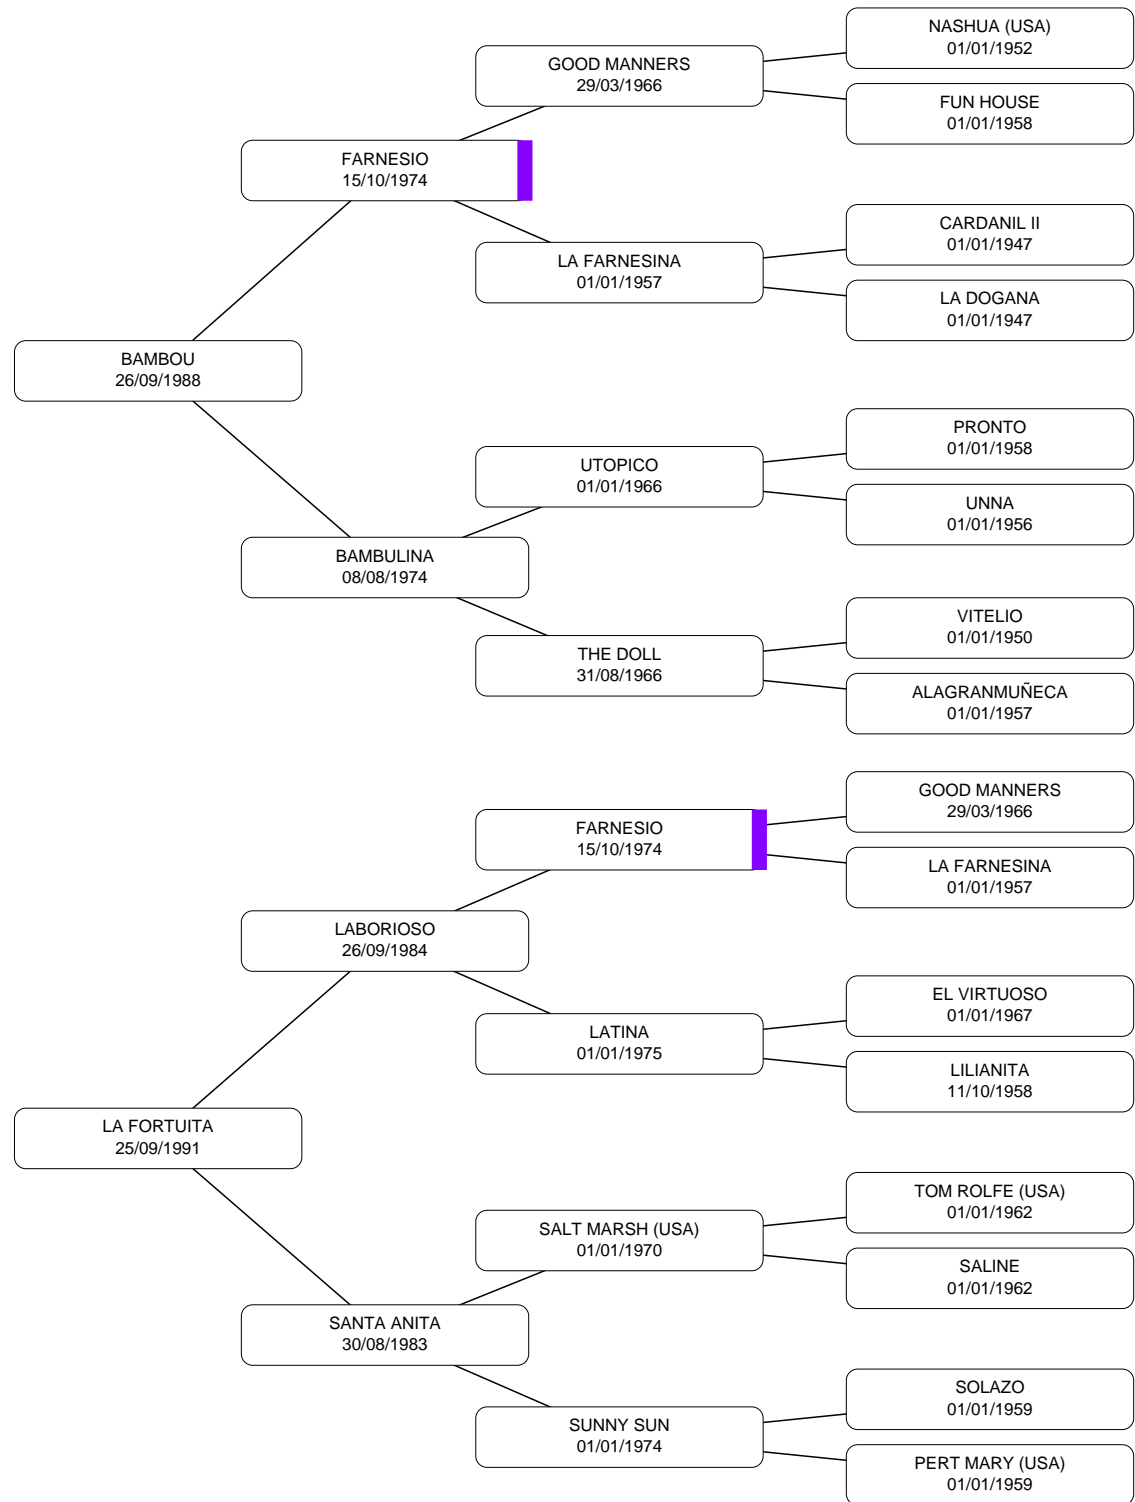 NASHUA (USA)
01/01/1952
GOOD MANNERS
29/03/1966
FUN HOUSE
01/01/1958
FARNESIO
15/10/1974
CARDANIL II
01/01/1947
LA FARNESINA
01/01/1957
LA DOGANA
01/01/1947
BAMBOU
26/09/1988
PRONTO
01/01/1958
UTOPICO
01/01/1966
UNNA
01/01/1956
BAMBULINA
08/08/1974
VITELIO
01/01/1950
THE DOLL
31/08/1966
ALAGRANMUÑECA
01/01/1957
GOOD MANNERS
29/03/1966
FARNESIO
15/10/1974
LA FARNESINA
01/01/1957
LABORIOSO
26/09/1984
EL VIRTUOSO
01/01/1967
LATINA
01/01/1975
LILIANITA
11/10/1958
LA FORTUITA
25/09/1991
TOM ROLFE (USA)
01/01/1962
SALT MARSH (USA)
01/01/1970
SALINE
01/01/1962
SANTA ANITA
30/08/1983
SOLAZO
01/01/1959
SUNNY SUN
01/01/1974
PERT MARY (USA)
01/01/1959